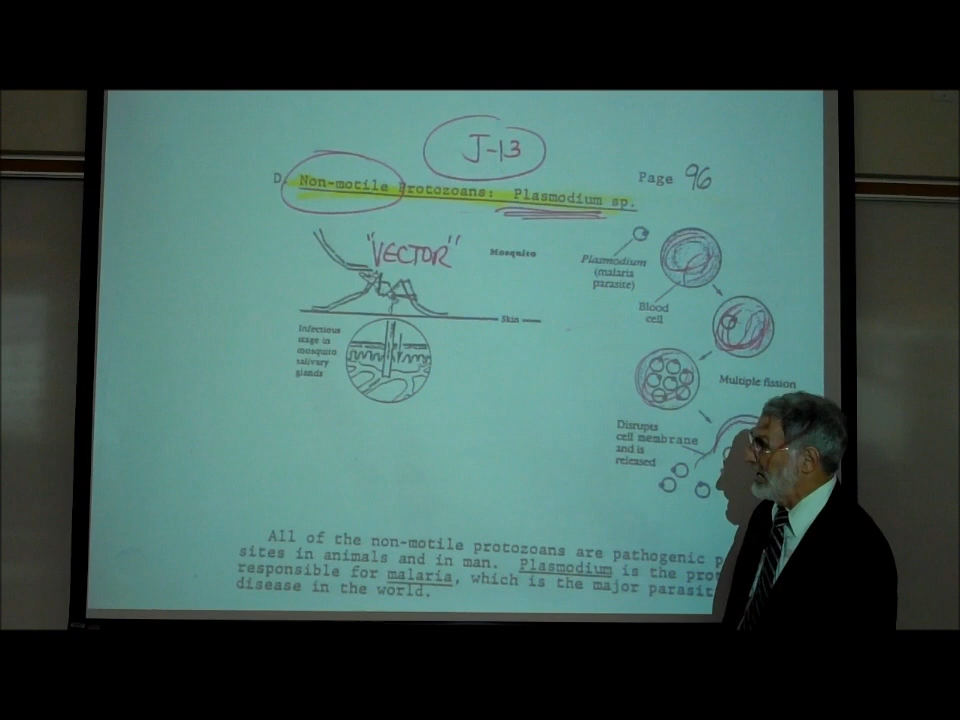 J-13
D. Non-motile Protozoans: Plasmodium sp.
Page 96
"VECTOR"
Mosquito
Skin
Infectious
stage in
mosquito
salivary
glands
Plasmodium
(malaria
parasite)
Blood
cell
Multiple fission
Disrupts
cell membrane
and is
released
All of the non-motile protozoans are pathogenic
sites in animals and in man. Plasmodium is the
responsible for malaria, which is the major
disease in the world.